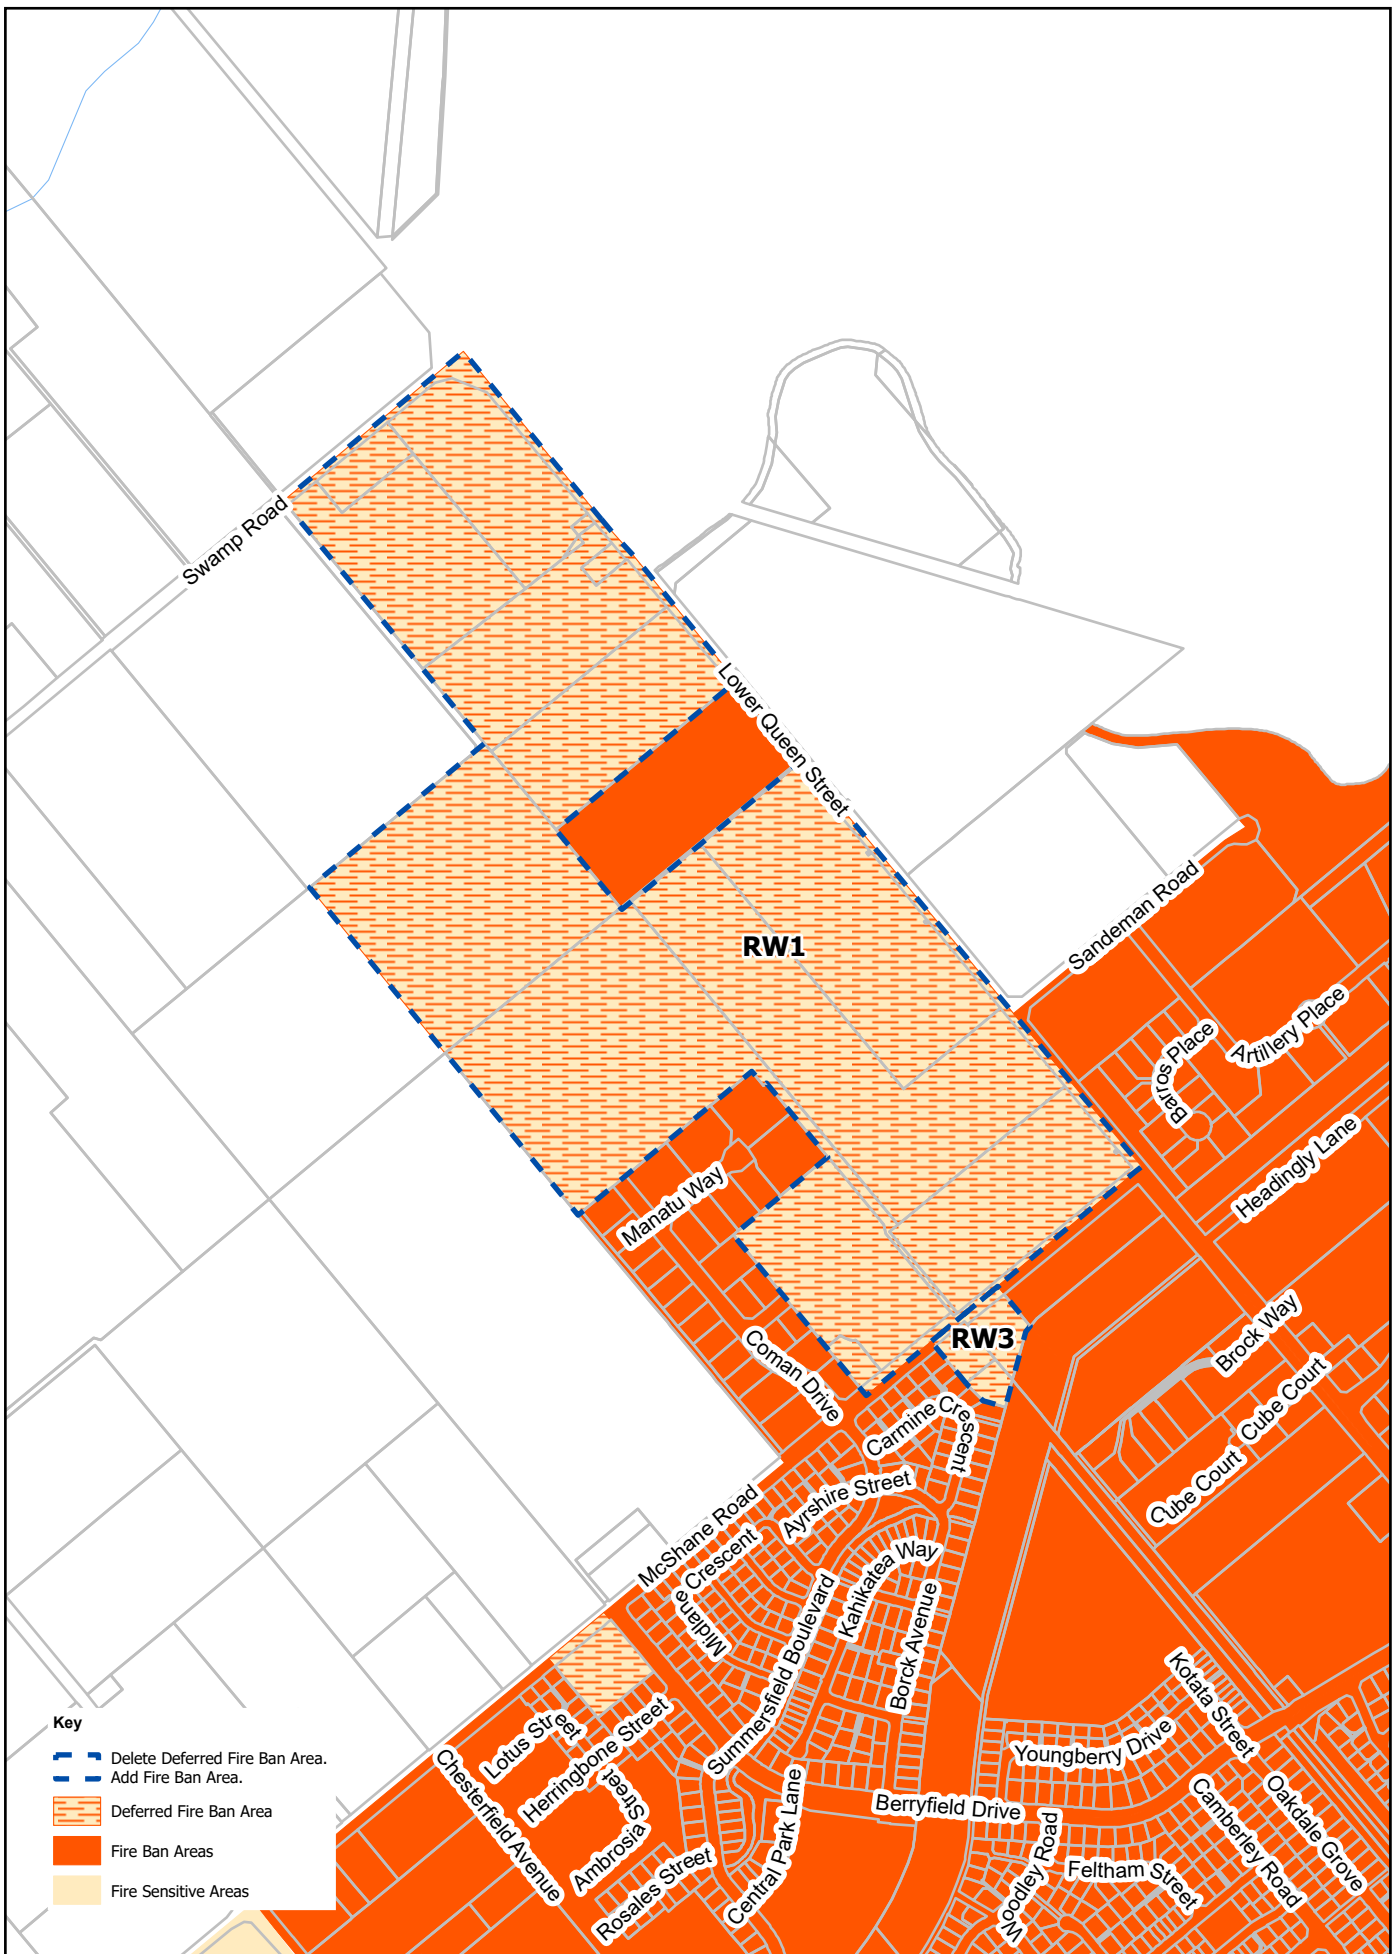 Swamp Road
Lower Queen Street
RW1
Sandeman Road
Artillery Place
Barros Place
Headingly Lane
Manatu Way
Brock Way
RW3
Coman Drive
Cube Court
Carmine Crescent
Cube Court
Ayrshire Street
McShane Road
Midlane Crescent
Kahikatea Way
Summersfield Boulevard
Borck Avenue
Kotata Street
Lotus Street
Herringbone Street
Youngberry Drive
Chesterfield Avenue
Ambrosia Street
Central Park Lane
Berryfield Drive
Camberley Road
Oakdale Grove
Woodley Road
Feltham Street
Rosales Street
Key
Delete Deferred Fire Ban Area.
Add Fire Ban Area.
Deferred Fire Ban Area
Fire Ban Areas
Fire Sensitive Areas